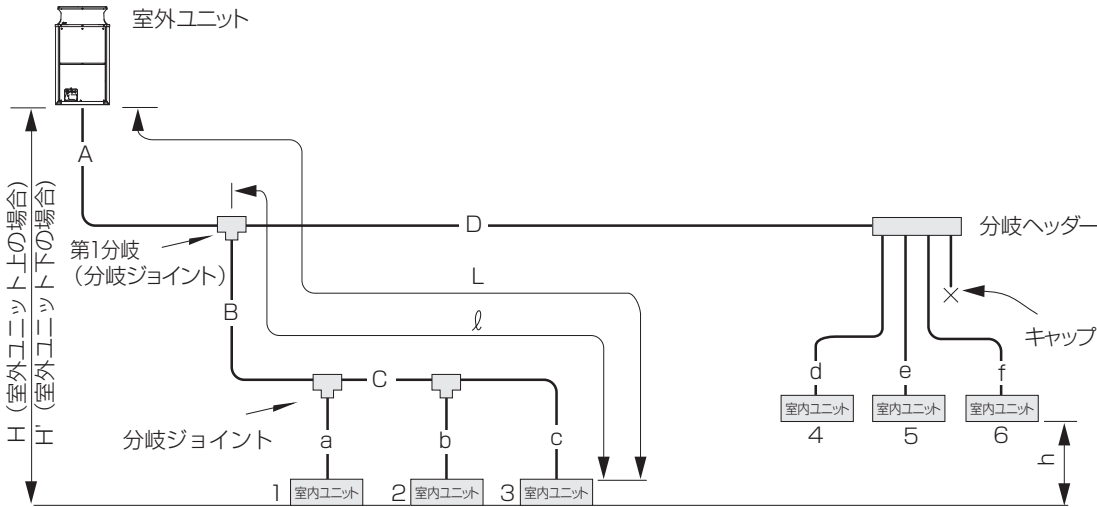 室外ユニット
A
H（室外ユニット上の場合）
H'（室外ユニット下の場合）
D
分岐ヘッダー
第1分岐
（分岐ジョイント）
L
B
ℓ
キャップ
d
e
f
C
室内ユニット
室内ユニット
室内ユニット
4
5
6
分岐ジョイント
a
b
c
h
1
室内ユニット
2
室内ユニット
3
室内ユニット